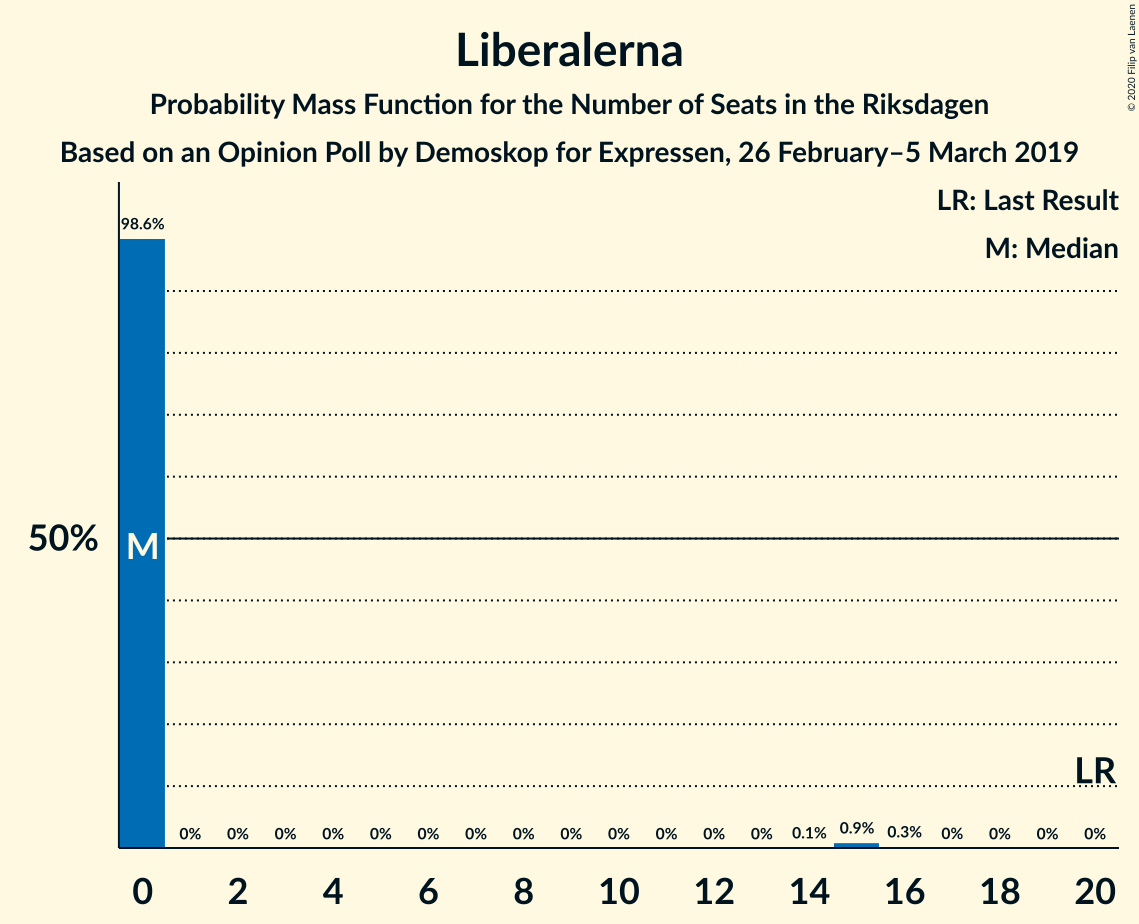 Liberalerna
Probability Mass Function for the Number of Seats in the Riksdagen
Based on an Opinion Poll by Demoskop for Expressen, 26 February–5 March 2019
© 2020 Filip van Laenen
LR: Last Result
M: Median
98.6%
50%
M
LR
0% 0% 0% 0% 0% 0% 0% 0% 0% 0% 0% 0% 0% 0.1% 0.9% 0.3% 0% 0% 0% 0%
0 2 4 6 8 10 12 14 16 18 20